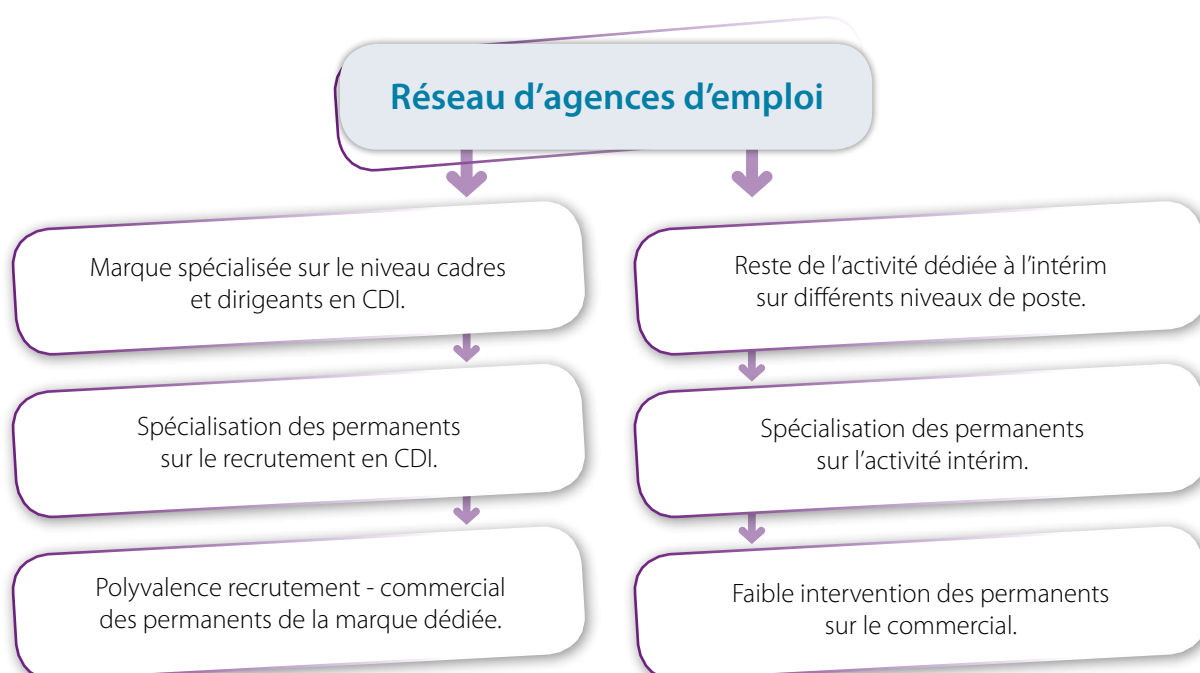 Réseau d’agences d’emploi
Marque spécialisée sur le niveau cadres
et dirigeants en CDI.
Reste de l’activité dédiée à l’intérim
sur différents niveaux de poste.
Spécialisation des permanents
sur le recrutement en CDI.
Spécialisation des permanents
sur l’activité intérim.
Polyvalence recrutement - commercial
des permanents de la marque dédiée.
Faible intervention des permanents
sur le commercial.